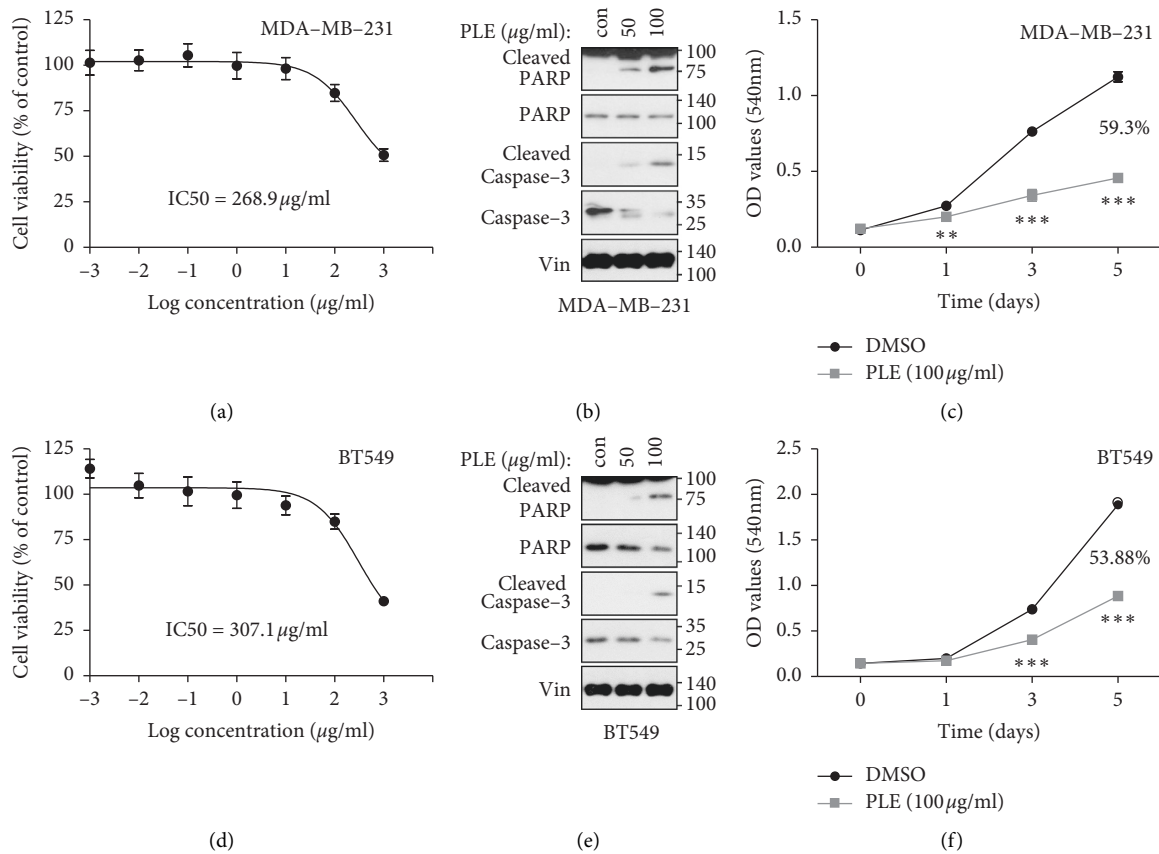 125
100
75
50
25
0
Cell viability (% of control)
MDA–MB–231
IC50 = 268.9 µg/ml
–3 –2 –1 0 1 2 3
Log concentration (µg/ml)
(a)
PLE (µg/ml): con 50 100
Cleaved
PARP
100
75
PARP
140
100
Cleaved
Caspase–3
15
Caspase–3
35
25
Vin
140
100
MDA–MB–231
(b)
1.5
1.0
0.5
0.0
OD values (540nm)
MDA–MB–231
59.3%
**
***
***
0 1 3 5
Time (days)
DMSO
PLE (100 µg/ml)
(c)
125
100
75
50
25
0
Cell viability (% of control)
BT549
IC50 = 307.1 µg/ml
–3 –2 –1 0 1 2 3
Log concentration (µg/ml)
(d)
PLE (µg/ml): con 50 100
Cleaved
PARP
100
75
PARP
140
100
Cleaved
Caspase–3
15
Caspase–3
35
25
Vin
140
100
BT549
(e)
2.5
2.0
1.5
1.0
0.5
0.0
OD values (540nm)
BT549
53.88%
***
***
0 1 3 5
Time (days)
DMSO
PLE (100 µg/ml)
(f)